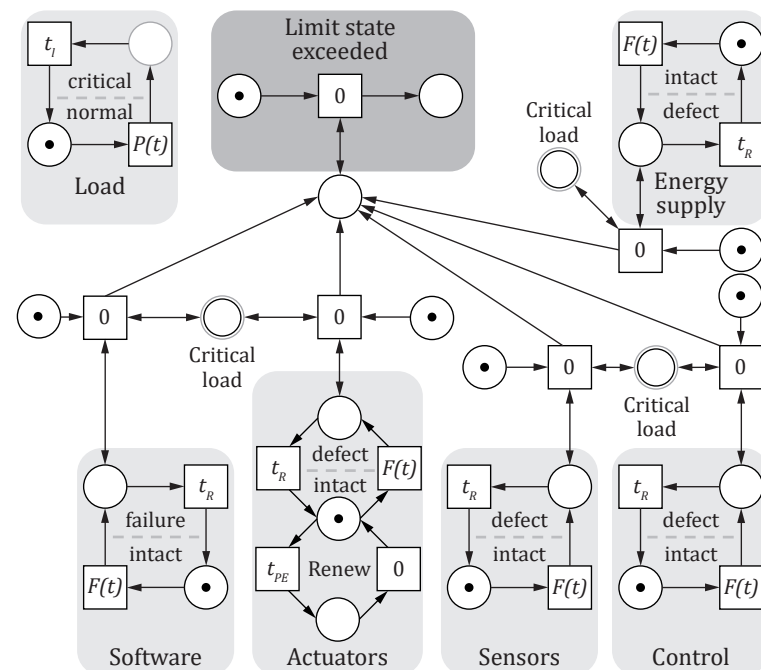 t_I
critical
normal
P(t)
Load
Limit state
exceeded
0
F(t)
intact
defect
t_R
Energy
supply
Critical
load
0
0
Critical
load
0
0
Critical
load
0
t_R
failure
intact
F(t)
Software
t_R
defect
intact
F(t)
t_PE
Renew
0
Actuators
t_R
defect
intact
F(t)
Sensors
t_R
defect
intact
F(t)
Control